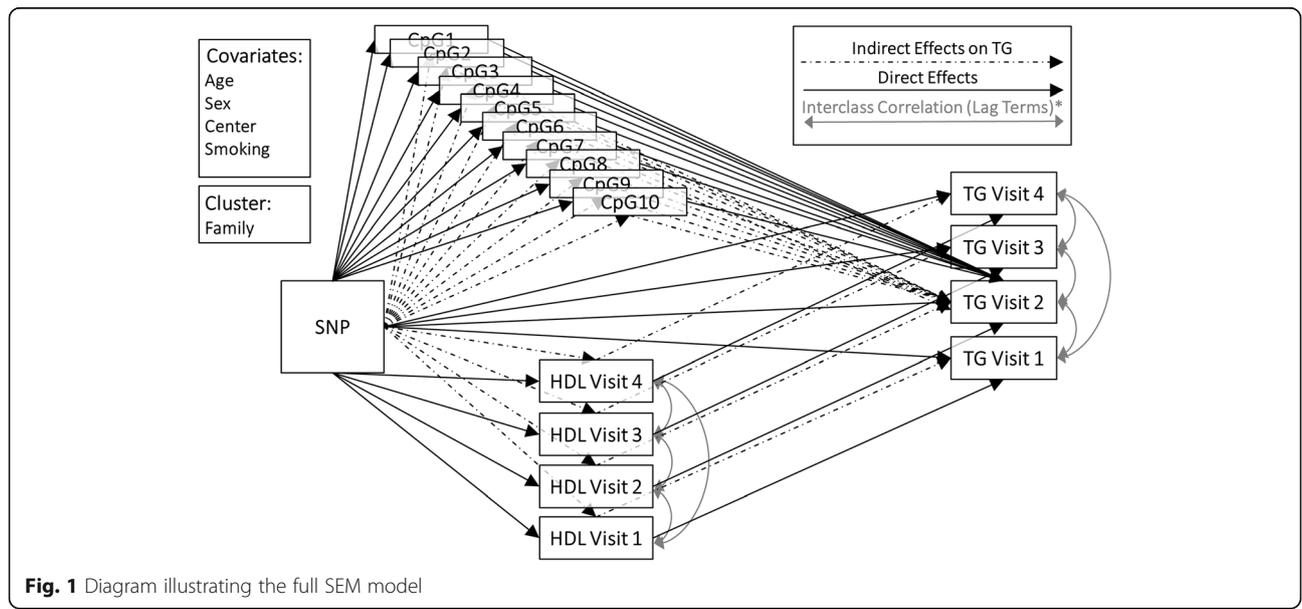 Covariates:
Age
Sex
Center
Smoking
Cluster:
Family
CpG1
CpG2
CpG3
CpG4
CpG5
CpG6
CpG7
CpG8
CpG9
CpG10
Indirect Effects on TG
Direct Effects
Interclass Correlation (Lag Terms)*
SNP
TG Visit 4
TG Visit 3
TG Visit 2
TG Visit 1
HDL Visit 4
HDL Visit 3
HDL Visit 2
HDL Visit 1
Fig. 1 Diagram illustrating the full SEM model